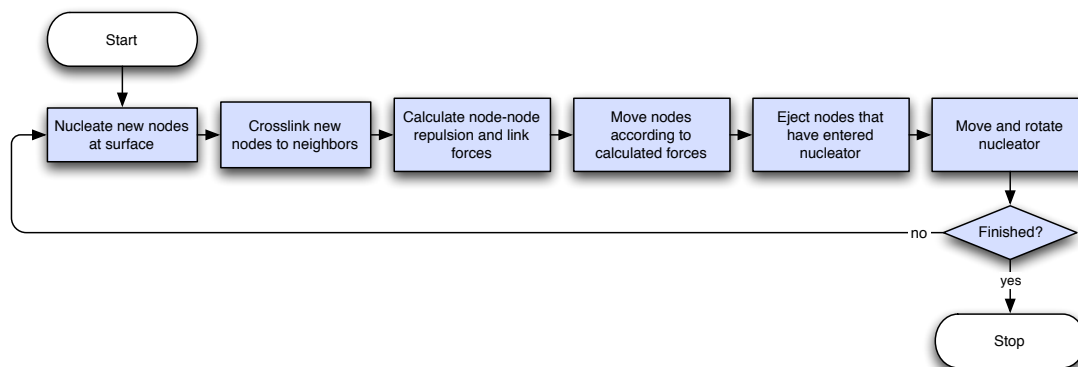 Start
Nucleate new nodes
at surface
Crosslink new
nodes to neighbors
Calculate node-node
repulsion and link
forces
Move nodes
according to
calculated forces
Eject nodes that
have entered
nucleator
Move and rotate
nucleator
Finished?
no
yes
Stop